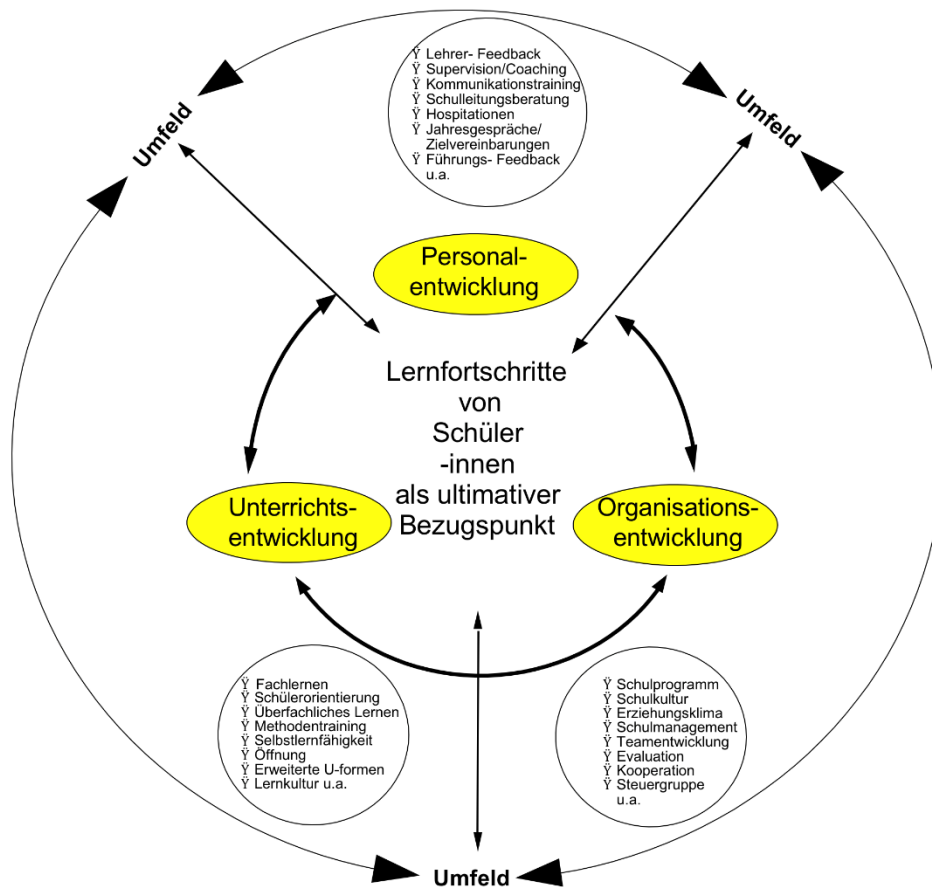 Ÿ Lehrer- Feedback
Ÿ Supervision/Coaching
Ÿ Kommunikationstraining
Ÿ Schulleitungsberatung
Ÿ Hospitationen
Ÿ Jahresgespräche/
Zielvereinbarungen
Ÿ Führungs- Feedback
u.a.
Umfeld
Umfeld
Personal-
entwicklung
Lernfortschritte
von
Schüler
-innen
als ultimativer
Bezugspunkt
Unterrichts-
entwicklung
Organisations-
entwicklung
Ÿ Fachlernen
Ÿ Schülerorientierung
Ÿ Überfachliches Lernen
Ÿ Methodentraining
Ÿ Selbstlernfähigkeit
Ÿ Öffnung
Ÿ Erweiterte U-formen
Ÿ Lernkultur u.a.
Ÿ Schulprogramm
Ÿ Schulkultur
Ÿ Erziehungsklima
Ÿ Schulmanagement
Ÿ Teamentwicklung
Ÿ Evaluation
Ÿ Kooperation
Ÿ Steuergruppe
u.a.
Umfeld